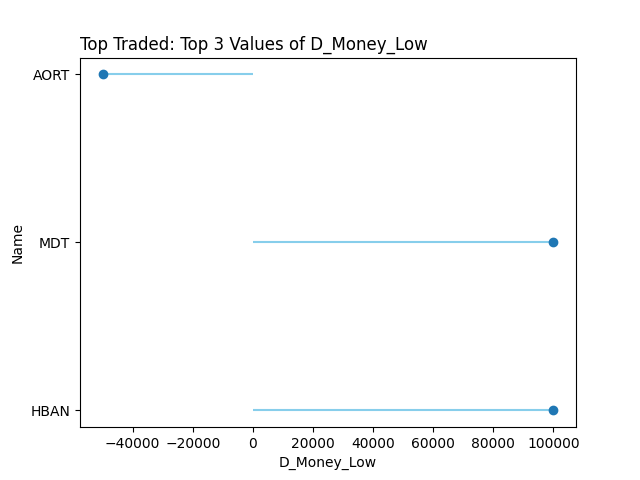 Top Traded: Top 3 Values of D_Money_Low
AORT
MDT
HBAN
Name
−40000 −20000 0 20000 40000 60000 80000 100000
D_Money_Low